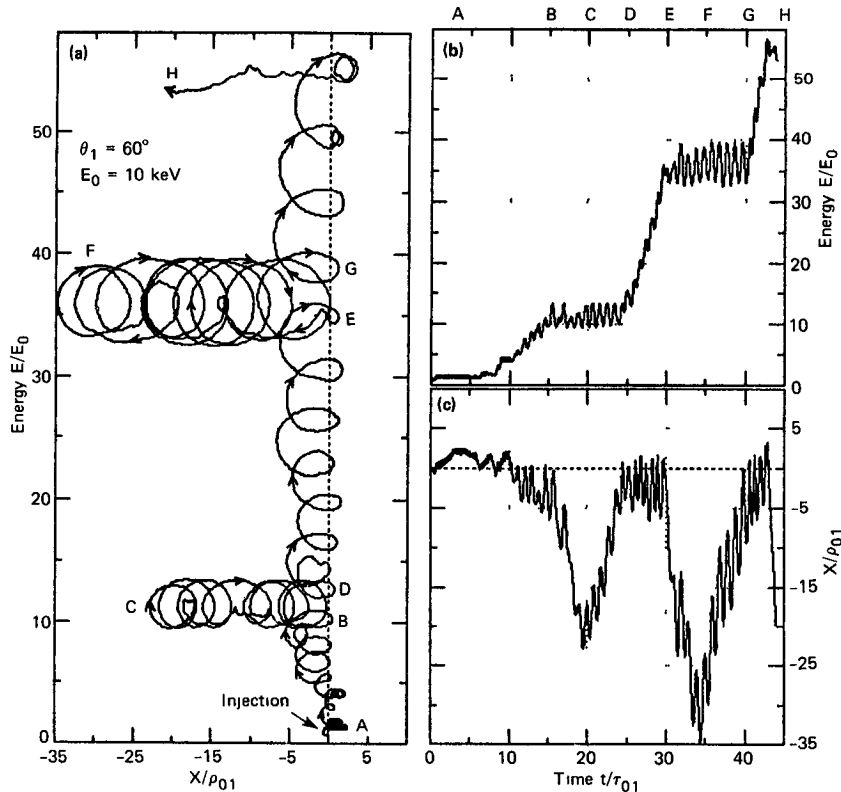 A B C D E F G H
(a)
H
θ₁ = 60°
E₀ = 10 keV
F
G
E
D
C
B
Injection
A
50
40
30
20
10
0
Energy E/E₀
-35 -25 -15 -5 5
X/ρ₀₁
(b)
50
40
30
20
10
0
Energy E/E₀
(c)
5
-5
-15
-25
-35
X/ρ₀₁
0 10 20 30 40
Time t/τ₀₁